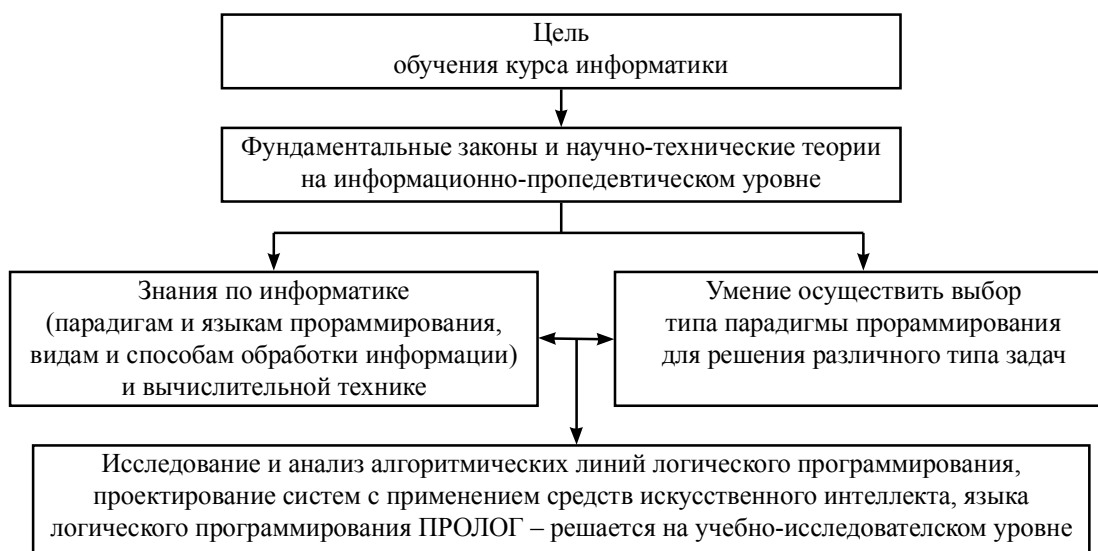 Цель
обучения курса информатики
Фундаментальные законы и научно-технические теории
на информационно-пропедевтическом уровне
Знания по информатике
(парадигам и языкам прораммирования,
видам и способам обработки информации)
и вычислительной технике
Умение осуществить выбор
типа парадигмы прораммирования
для решения различного типа задач
Исследование и анализ алгоритмических линий логического программирования,
проектирование систем с применением средств искусственного интеллекта, языка
логического программирования ПРОЛОГ – решается на учебно-исследователском уровне